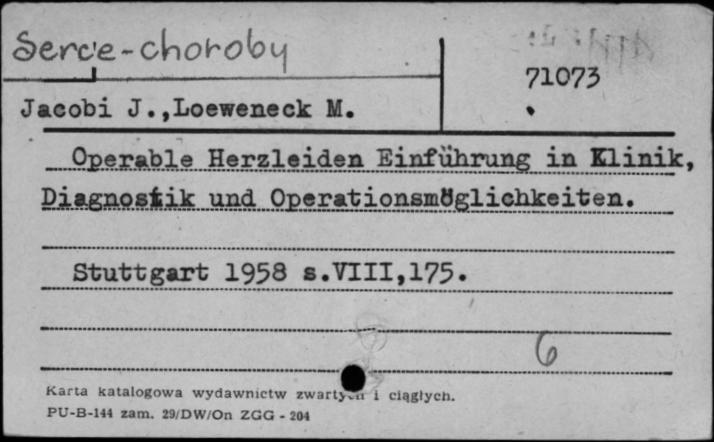 Serce-choroby
71073
Jacobi J.,Loeweneck M.
Operable Herzleiden Einführung in Klinik,
Diagnostik und Operationsmöglichkeiten.
Stuttgart 1958 s.VIII,175.
6
Karta katalogowa wydawnictw zwartych i ciągłych.
PU-B-144 zam. 29/DW/On ZGG - 204